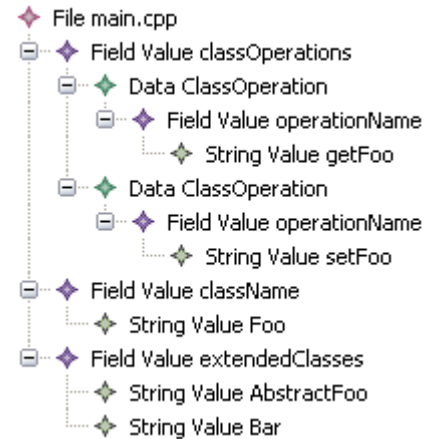 File main.cpp
Field Value classOperations
Data ClassOperation
Field Value operationName
String Value getFoo
Data ClassOperation
Field Value operationName
String Value setFoo
Field Value className
String Value Foo
Field Value extendedClasses
String Value AbstractFoo
String Value Bar